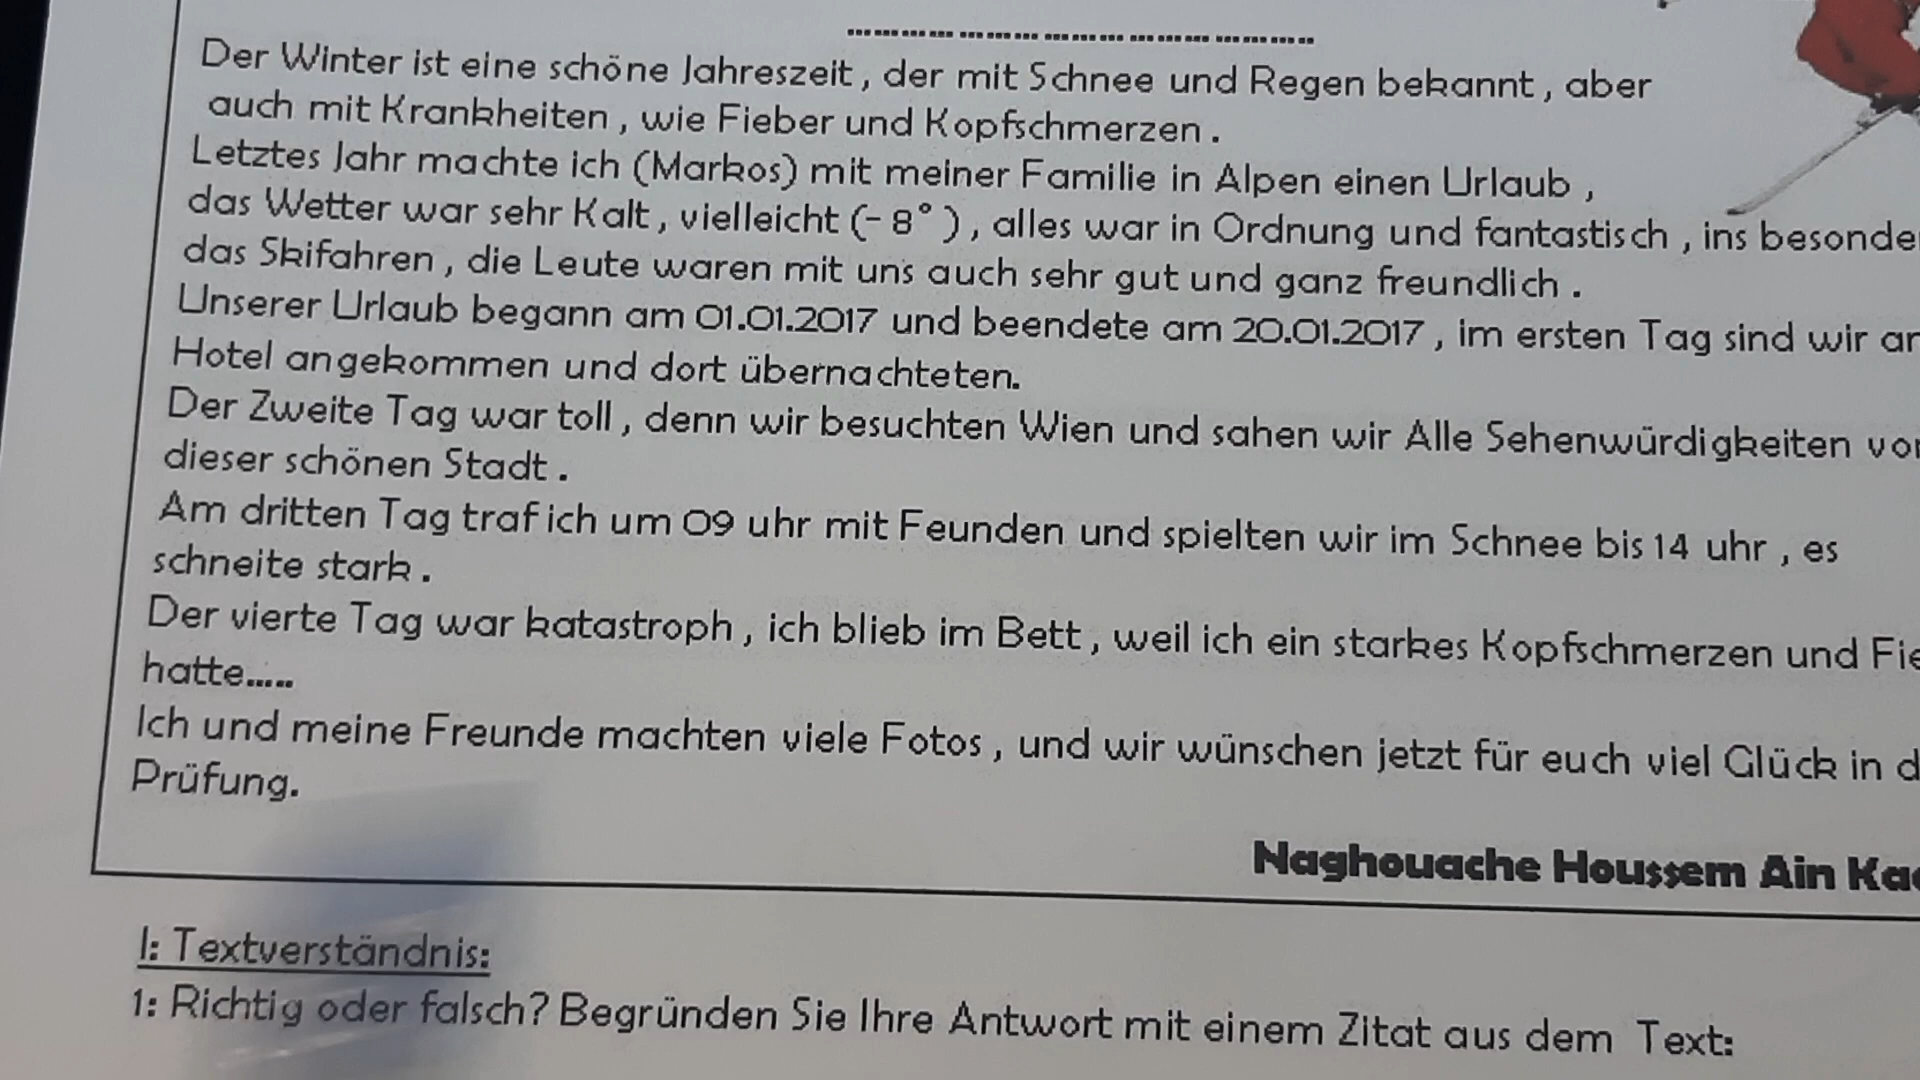 Der Winter ist eine schöne Jahreszeit, der mit Schnee und Regen bekannt, aber
auch mit Krankheiten, wie Fieber und Kopfschmerzen.
Letztes Jahr machte ich (Markos) mit meiner Familie in Alpen einen Urlaub,
das Wetter war sehr Kalt, vielleicht (- 8°), alles war in Ordnung und fantastisch, ins
das Skifahren, die Leute waren mit uns auch sehr gut und ganz freundlich.
Unserer Urlaub begann am 01.01.2017 und beendete am 20.01.2017, im ersten Tag sind wir
Hotel angekommen und dort übernachteten.
Der Zweite Tag war toll, denn wir besuchten Wien und sahen wir Alle Sehenwürdigkeiten
dieser schönen Stadt.
Am dritten Tag traf ich um 09 uhr mit Feunden und spielten wir im Schnee bis 14 uhr, es
schneite stark.
Der vierte Tag war katastroph, ich blieb im Bett, weil ich ein starkes Kopfschmerzen und
hatte.....
Ich und meine Freunde machten viele Fotos, und wir wünschen jetzt für euch viel Glück in
Prüfung.
Naghouache Houssem Ain
I: Textverständnis:
1: Richtig oder falsch? Begründen Sie Ihre Antwort mit einem Zitat aus dem Text: